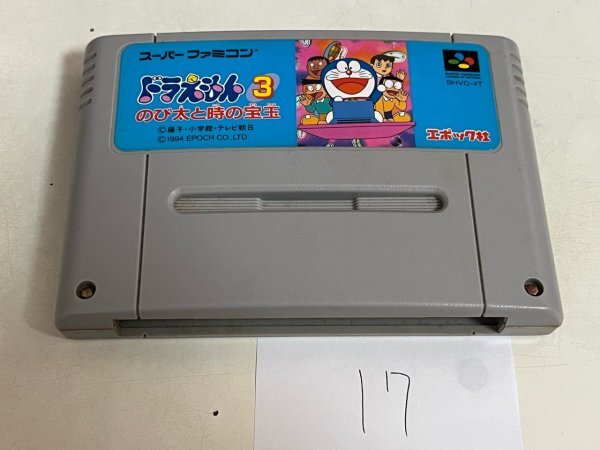 スーパーファミコン
ドラえもん3
のび太と時の宝玉
©藤子・小学館・テレビ朝日
©1994 EPOCH CO.,LTD.
SHVC-4T
エポック社
17